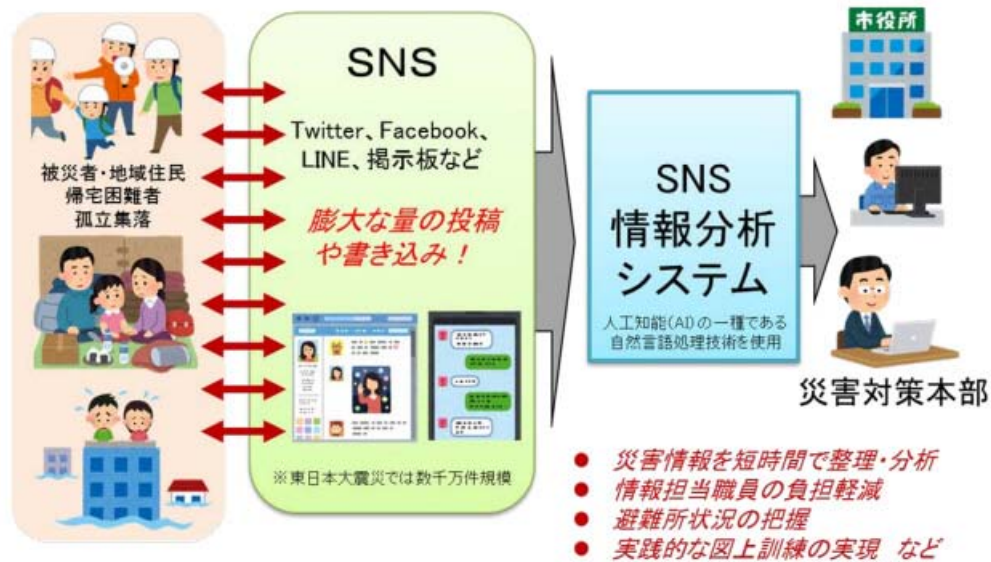 被災者・地域住民
帰宅困難者
孤立集落
SNS
Twitter、Facebook、
LINE、掲示板など
膨大な量の投稿
や書き込み！
※東日本大震災では数千万件規模
SNS
情報分析
システム
人工知能(AI)の一種である
自然言語処理技術を使用
市役所
災害対策本部
● 災害情報を短時間で整理・分析
● 情報担当職員の負担軽減
● 避難所状況の把握
● 実践的な図上訓練の実現 など